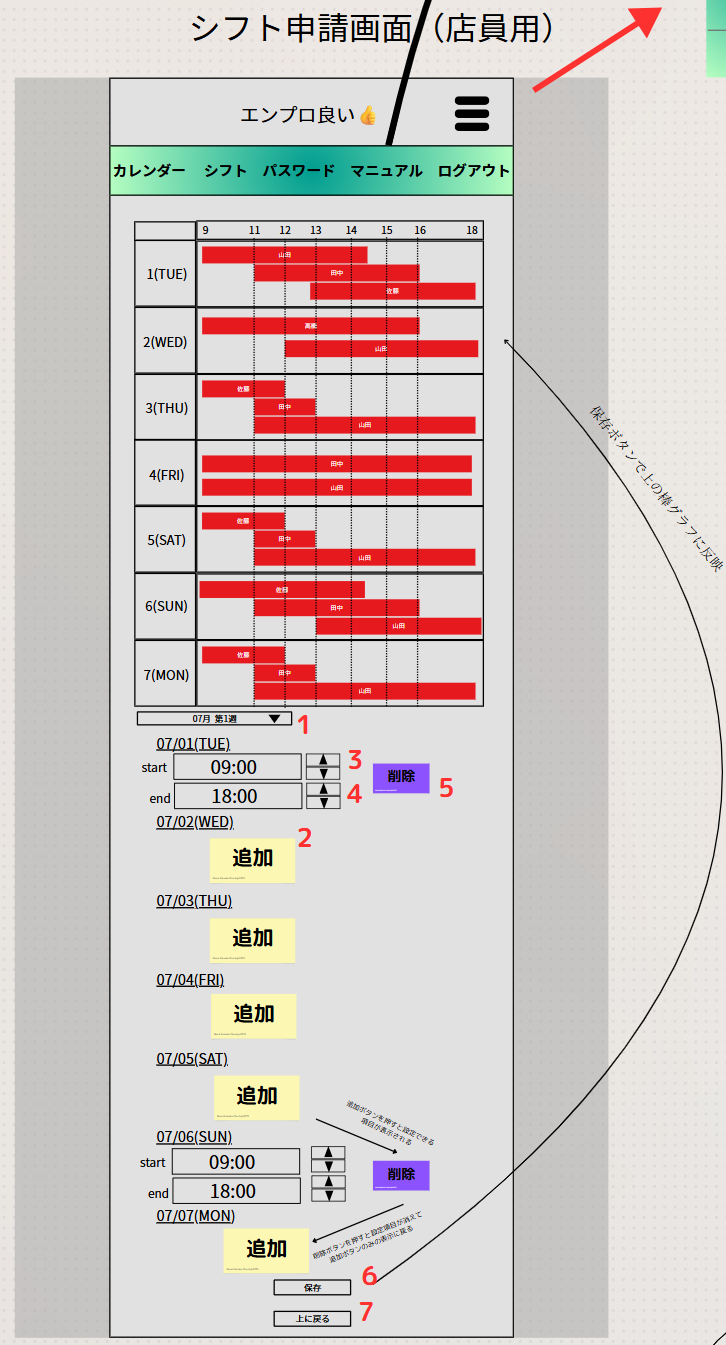 シフト申請画面（店員用）
エンプロ良い👍
カレンダー シフト パスワード マニュアル ログアウト
9 11 12 13 14 15 16 18
1(TUE)
山田
田中
佐藤
2(WED)
山田
3(THU)
佐藤
田中
山田
4(FRI)
田中
山田
5(SAT)
佐藤
田中
山田
6(SUN)
佐藤
田中
山田
7(MON)
佐藤
田中
山田
保存ボタンで上の棒グラフに反映
07月 第1週
1
07/01(TUE)
start 09:00
3
削除
end 18:00
4
5
07/02(WED)
2
追加
07/03(THU)
追加
07/04(FRI)
追加
07/05(SAT)
追加
追加ボタンを押すと設定できる
項目が表示される
07/06(SUN)
start 09:00
削除
end 18:00
07/07(MON)
追加
削除ボタンを押すと設定項目が消えて
追加ボタンのみの表示に戻る
6
保存
7
上に戻る